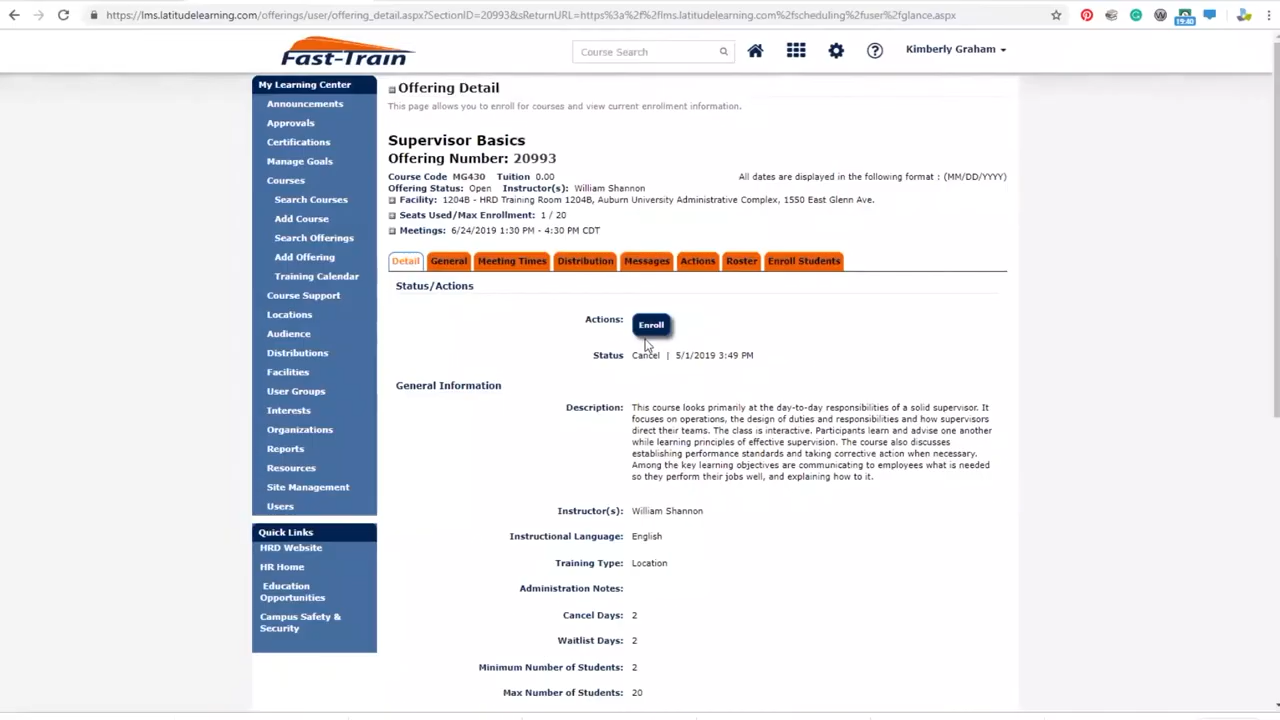 https://lms.latitudelearning.com/offerings/user/offering_detail.aspx?SectionID=20993&isReturnURL=https%3a%2f%2flms.latitudelearning.com%2fscheduling%2fuser%2fglance.aspx
19:40
Fast-Train
Course Search
Kimberly Graham
My Learning Center
Announcements
Approvals
Certifications
Manage Goals
Courses
Search Courses
Add Course
Search Offerings
Add Offering
Training Calendar
Course Support
Locations
Audience
Distributions
Facilities
User Groups
Interests
Organizations
Reports
Resources
Site Management
Users
Quick Links
HRD Website
HR Home
Education
Opportunities
Campus Safety &
Security
Offering Detail
This page allows you to enroll for courses and view current enrollment information.
Supervisor Basics
Offering Number: 20993
Course Code MG430 Tuition 0.00
All dates are displayed in the following format : (MM/DD/YYYY)
Offering Status: Open Instructor(s): William Shannon
Facility: 1204B - HRD Training Room 1204B, Auburn University Administrative Complex, 1550 East Glenn Ave.
Seats Used/Max Enrollment: 1 / 20
Meetings: 6/24/2019 1:30 PM - 4:30 PM CDT
Detail General Meeting Times Distribution Messages Actions Roster Enroll Students
Status/Actions
Actions: Enroll
Status Cancel | 5/1/2019 3:49 PM
General Information
Description: This course looks primarily at the day-to-day responsibilities of a solid supervisor. It
focuses on operations, the design of duties and responsibilities and how supervisors
direct their teams. The class is interactive. Participants learn and advise one another
while learning principles of effective supervision. The course also discusses
establishing performance standards and taking corrective action when necessary.
Among the key learning objectives are communicating to employees what is needed
so they perform their jobs well, and explaining how to it.
Instructor(s): William Shannon
Instructional Language: English
Training Type: Location
Administration Notes:
Cancel Days: 2
Waitlist Days: 2
Minimum Number of Students: 2
Max Number of Students: 20